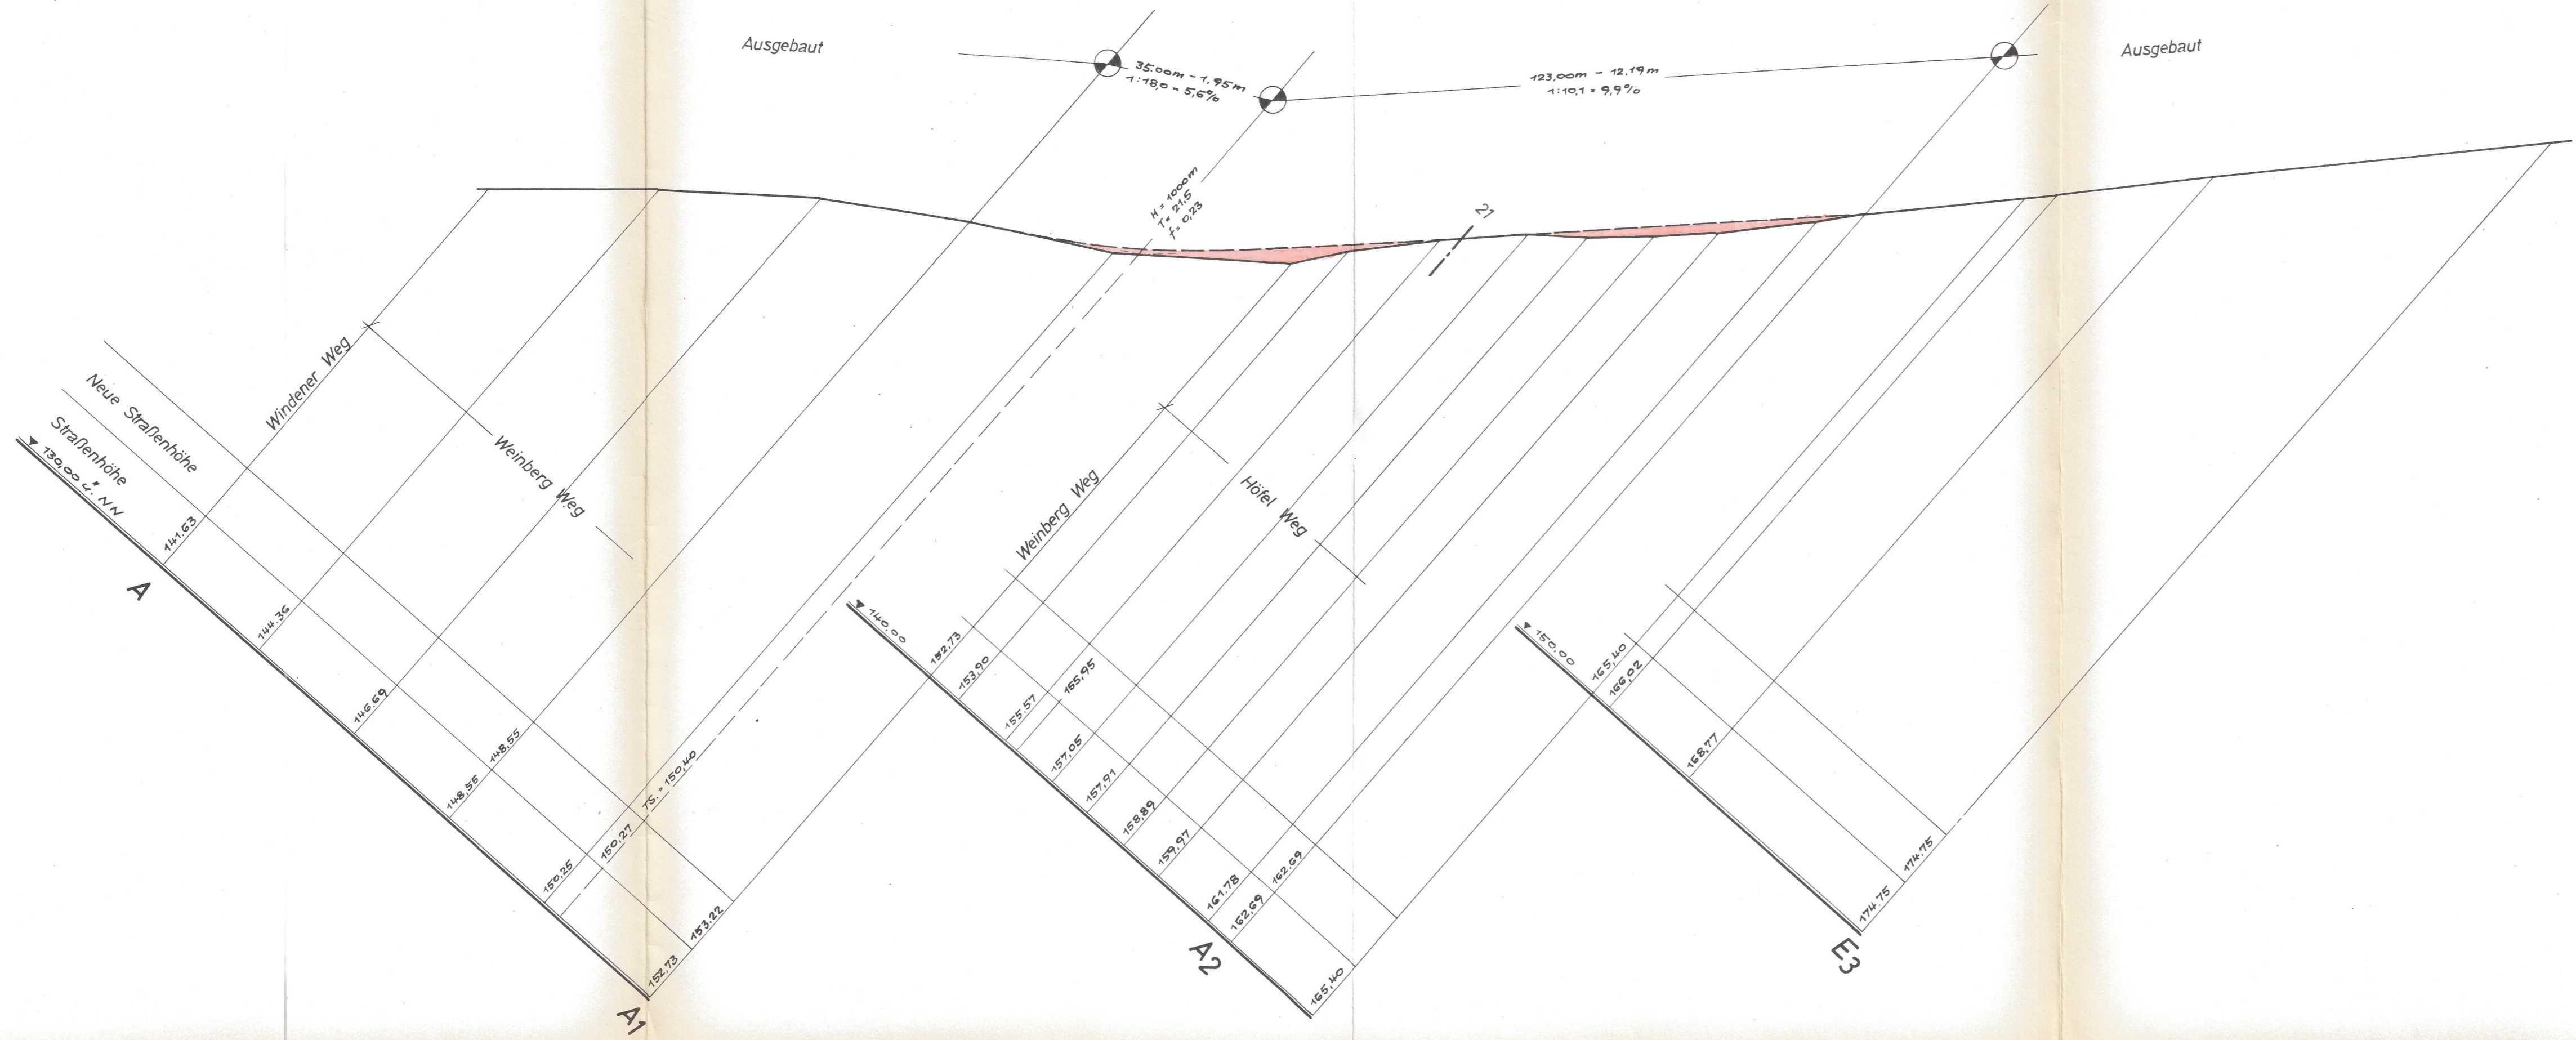 Ausgebaut
35.00m - 1,95m
1:18,0 = 5,6%
123,00m - 12,19m
1:10,1 = 9,9%
Ausgebaut
H = 1000m
T = 21,5
f = 0,23
21
Windener Weg
Weinberg Weg
Neue Straßenhöhe
Straßenhöhe
130,00 ü. NN
141.63
144.36
146.69
148,55
148,55
150,25
150,27
TS. = 150,40
152,73
153.22
A
A1
Weinberg Weg
Höfel Weg
140.00
152,73
153,90
155,57
155,95
157,05
157,91
158,89
159,97
161,78
162,69
162,69
165,40
A2
150,00
165,40
166,02
168,77
174.75
174.75
E3